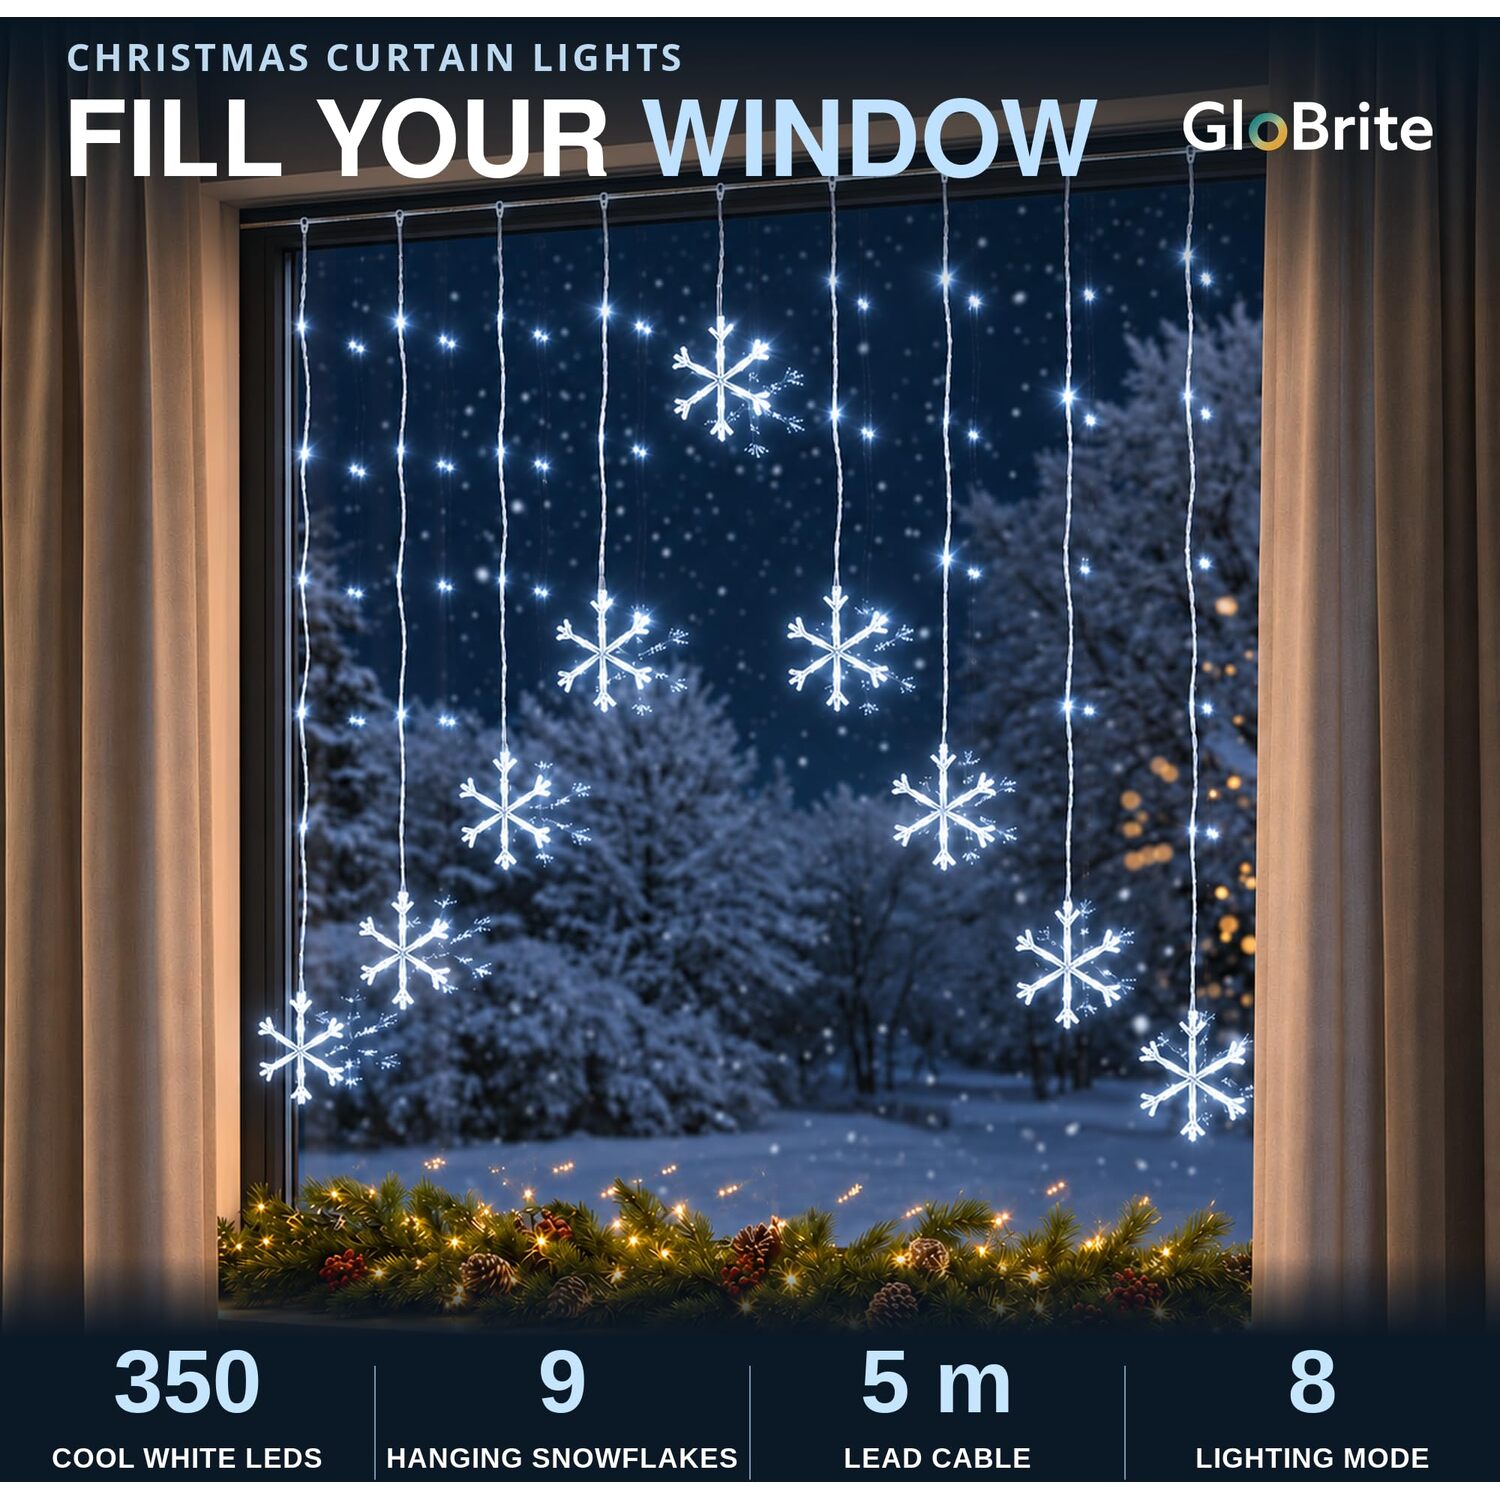 CHRISTMAS CURTAIN LIGHTS
FILL YOUR WINDOW
GloBrite
350
COOL WHITE LEDS
9
HANGING SNOWFLAKES
5 m
LEAD CABLE
8
LIGHTING MODE